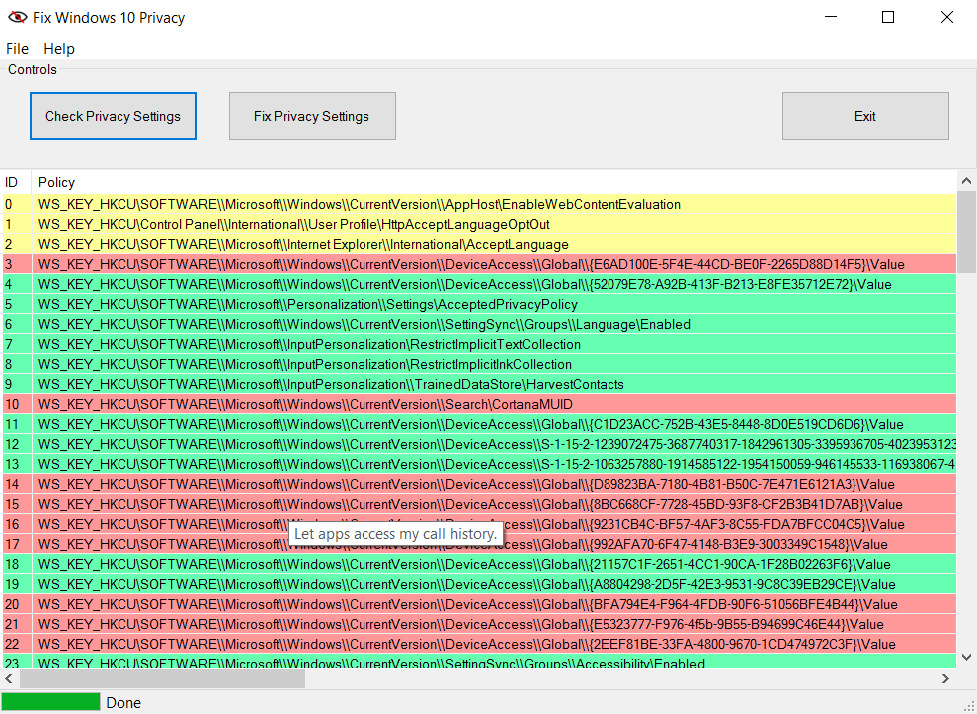 Fix Windows 10 Privacy
File Help
Controls
Check Privacy Settings Fix Privacy Settings Exit
ID Policy
0 WS_KEY_HKCU\SOFTWARE\\Microsoft\\Windows\\CurrentVersion\\AppHost\EnableWebContentEvaluation
1 WS_KEY_HKCU\Control Panel\\International\\User Profile\HttpAcceptLanguageOptOut
2 WS_KEY_HKCU\SOFTWARE\\Microsoft\\Internet Explorer\\International\AcceptLanguage
3 WS_KEY_HKCU\SOFTWARE\\Microsoft\\Windows\\CurrentVersion\\DeviceAccess\\Global\\{E6AD100E-5F4E-44CD-BE0F-2265D88D14F5}\Value
4 WS_KEY_HKCU\SOFTWARE\\Microsoft\\Windows\\CurrentVersion\\DeviceAccess\\Global\\{52079E78-A92B-413F-B213-E8FE35712E72}\Value
5 WS_KEY_HKCU\SOFTWARE\\Microsoft\\Personalization\\Settings\AcceptedPrivacyPolicy
6 WS_KEY_HKCU\SOFTWARE\\Microsoft\\Windows\\CurrentVersion\\SettingSync\\Groups\\Language\Enabled
7 WS_KEY_HKCU\SOFTWARE\\Microsoft\\InputPersonalization\RestrictImplicitTextCollection
8 WS_KEY_HKCU\SOFTWARE\\Microsoft\\InputPersonalization\RestrictImplicitInkCollection
9 WS_KEY_HKCU\SOFTWARE\\Microsoft\\InputPersonalization\\TrainedDataStore\HarvestContacts
10 WS_KEY_HKCU\SOFTWARE\\Microsoft\\Windows\\CurrentVersion\\Search\CortanaMUID
11 WS_KEY_HKCU\SOFTWARE\\Microsoft\\Windows\\CurrentVersion\\DeviceAccess\\Global\\{C1D23ACC-752B-43E5-8448-8D0E519CD6D6}\Value
12 WS_KEY_HKCU\SOFTWARE\\Microsoft\\Windows\\CurrentVersion\\DeviceAccess\\S-1-15-2-1239072475-3687740317-1842961305-3395936705-4023953123
13 WS_KEY_HKCU\SOFTWARE\\Microsoft\\Windows\\CurrentVersion\\DeviceAccess\\S-1-15-2-1063257880-1914585122-1954150059-946145533-116938067-4
14 WS_KEY_HKCU\SOFTWARE\\Microsoft\\Windows\\CurrentVersion\\DeviceAccess\\Global\\{D89823BA-7180-4B81-B50C-7E471E6121A3}\Value
15 WS_KEY_HKCU\SOFTWARE\\Microsoft\\Windows\\CurrentVersion\\DeviceAccess\\Global\\{8BC668CF-7728-45BD-93F8-CF2B3B41D7AB}\Value
16 WS_KEY_HKCU\SOFTWARE\\Microsoft\\Windows\\CurrentVersion\\DeviceAccess\\Global\\{9231CB4C-BF57-4AF3-8C55-FDA7BFCC04C5}\Value
Let apps access my call history.
17 WS_KEY_HKCU\SOFTWARE\\Microsoft\\Windows\\CurrentVersion\\DeviceAccess\\Global\\{992AFA70-6F47-4148-B3E9-3003349C1548}\Value
18 WS_KEY_HKCU\SOFTWARE\\Microsoft\\Windows\\CurrentVersion\\DeviceAccess\\Global\\{21157C1F-2651-4CC1-90CA-1F28B02263F6}\Value
19 WS_KEY_HKCU\SOFTWARE\\Microsoft\\Windows\\CurrentVersion\\DeviceAccess\\Global\\{A8804298-2D5F-42E3-9531-9C8C39EB29CE}\Value
20 WS_KEY_HKCU\SOFTWARE\\Microsoft\\Windows\\CurrentVersion\\DeviceAccess\\Global\\{BFA794E4-F964-4FDB-90F6-51056BFE4B44}\Value
21 WS_KEY_HKCU\SOFTWARE\\Microsoft\\Windows\\CurrentVersion\\DeviceAccess\\Global\\{E5323777-F976-4f5b-9B55-B94699C46E44}\Value
22 WS_KEY_HKCU\SOFTWARE\\Microsoft\\Windows\\CurrentVersion\\DeviceAccess\\Global\\{2EEF81BE-33FA-4800-9670-1CD474972C3F}\Value
23 WS_KEY_HKCU\SOFTWARE\\Microsoft\\Windows\\CurrentVersion\\SettingSync\\Groups\\Accessibility\Enabled
Done